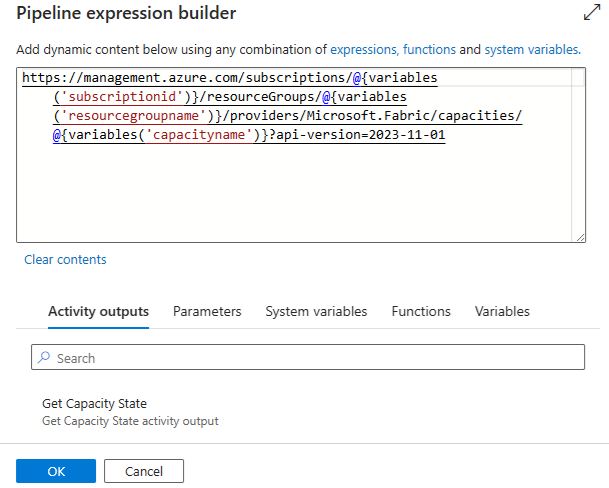 Pipeline expression builder
Add dynamic content below using any combination of expressions, functions and system variables.
https://management.azure.com/subscriptions/@{variables
('subscriptionid')}/resourceGroups/@{variables
('resourcegroupname')}/providers/Microsoft.Fabric/capacities/
@{variables('capacityname')}?api-version=2023-11-01
Clear contents
Activity outputs Parameters System variables Functions Variables
Search
Get Capacity State
Get Capacity State activity output
OK Cancel